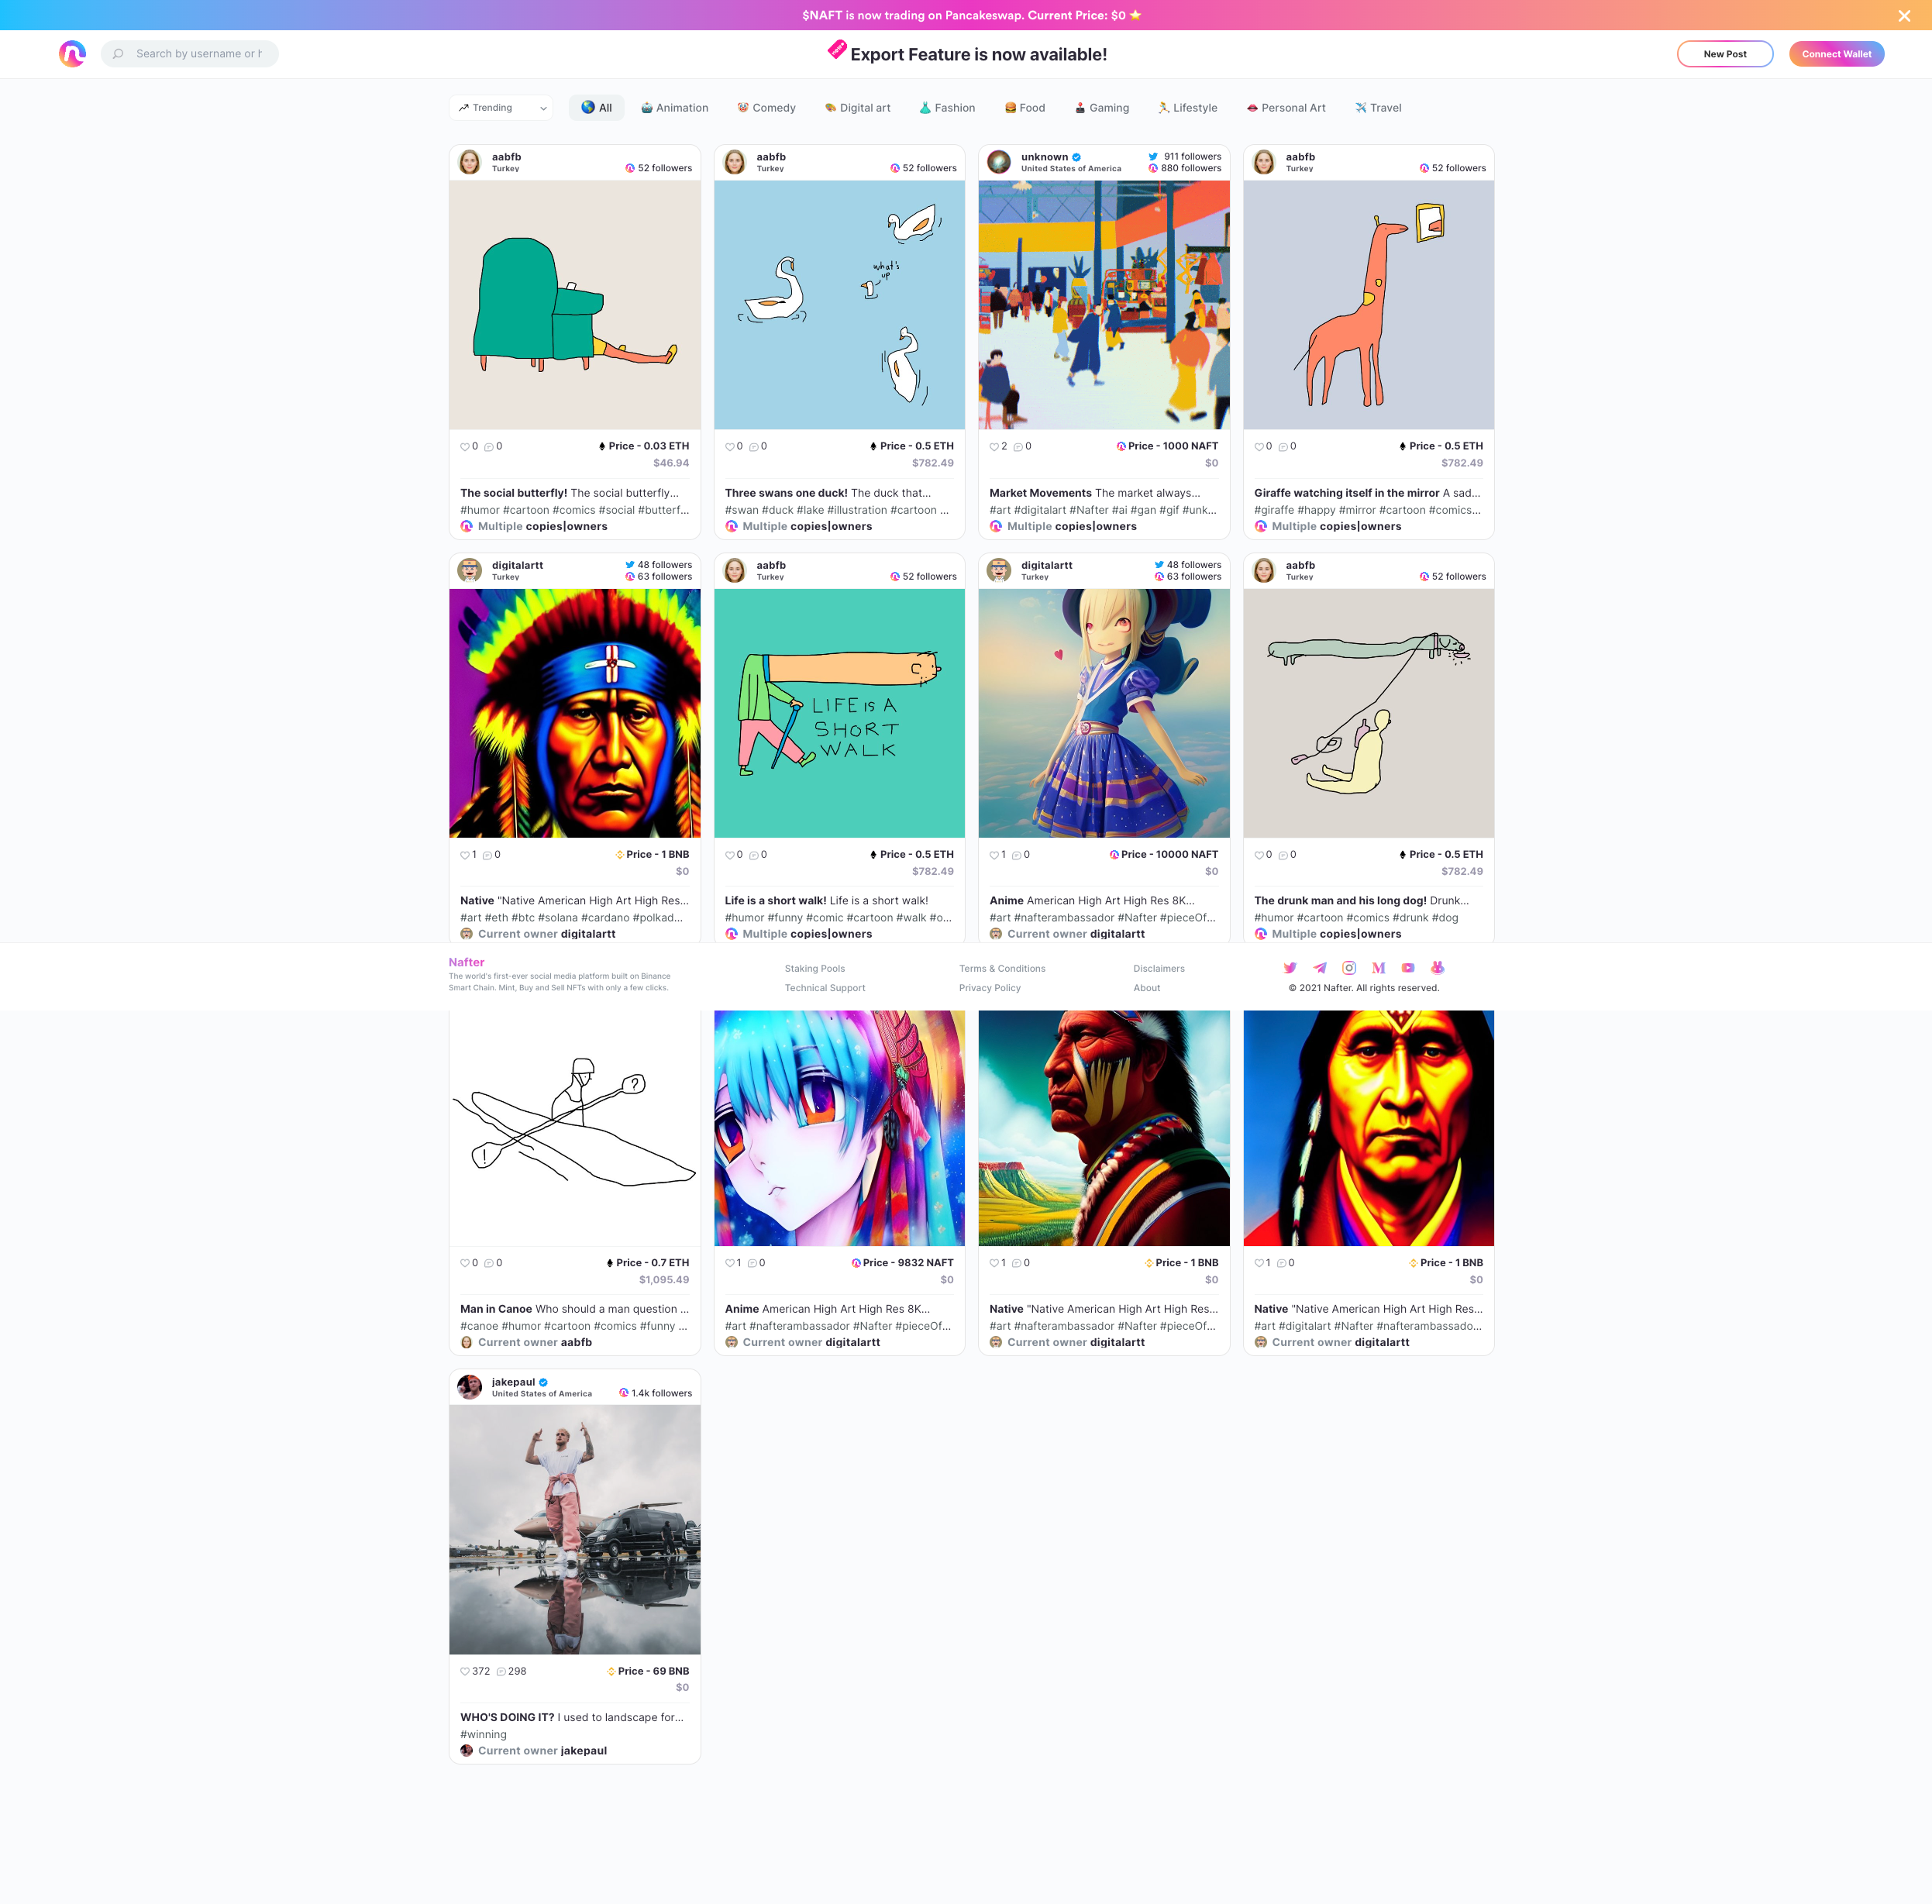 $NAFT is now trading on Pancakeswap. Current Price: $0 ⭐
Search by username or h
Export Feature is now available!
New Post
Connect Wallet
Trending
All
Animation
Comedy
Digital art
Fashion
Food
Gaming
Lifestyle
Personal Art
Travel
aabfb
Turkey
52 followers
0 0
Price - 0.03 ETH
$46.94
The social butterfly! The social butterfly...
#humor #cartoon #comics #social #butterf...
Multiple copies|owners
aabfb
Turkey
52 followers
what's
up
0 0
Price - 0.5 ETH
$782.49
Three swans one duck! The duck that...
#swan #duck #lake #illustration #cartoon ...
Multiple copies|owners
unknown
United States of America
911 followers
880 followers
2 0
Price - 1000 NAFT
$0
Market Movements The market always...
#art #digitalart #Nafter #ai #gan #gif #unk...
Multiple copies|owners
aabfb
Turkey
52 followers
0 0
Price - 0.5 ETH
$782.49
Giraffe watching itself in the mirror A sad...
#giraffe #happy #mirror #cartoon #comics...
Multiple copies|owners
digitalartt
Turkey
48 followers
63 followers
1 0
Price - 1 BNB
$0
Native "Native American High Art High Res...
#art #eth #btc #solana #cardano #polkad...
Current owner digitalartt
aabfb
Turkey
52 followers
LIFE IS A
SHORT
WALK
0 0
Price - 0.5 ETH
$782.49
Life is a short walk! Life is a short walk!
#humor #funny #comic #cartoon #walk #o...
Multiple copies|owners
digitalartt
Turkey
48 followers
63 followers
1 0
Price - 10000 NAFT
$0
Anime American High Art High Res 8K...
#art #nafterambassador #Nafter #pieceOf...
Current owner digitalartt
aabfb
Turkey
52 followers
0 0
Price - 0.5 ETH
$782.49
The drunk man and his long dog! Drunk...
#humor #cartoon #comics #drunk #dog
Multiple copies|owners
Nafter
The world's first-ever social media platform built on Binance
Smart Chain. Mint, Buy and Sell NFTs with only a few clicks.
Staking Pools
Technical Support
Terms & Conditions
Privacy Policy
Disclaimers
About
© 2021 Nafter. All rights reserved.
?
!
0 0
Price - 0.7 ETH
$1,095.49
Man in Canoe Who should a man question ...
#canoe #humor #cartoon #comics #funny ...
Current owner aabfb
1 0
Price - 9832 NAFT
$0
Anime American High Art High Res 8K...
#art #nafterambassador #Nafter #pieceOf...
Current owner digitalartt
1 0
Price - 1 BNB
$0
Native "Native American High Art High Res...
#art #nafterambassador #Nafter #pieceOf...
Current owner digitalartt
1 0
Price - 1 BNB
$0
Native "Native American High Art High Res...
#art #digitalart #Nafter #nafterambassado...
Current owner digitalartt
jakepaul
United States of America
1.4k followers
372 298
Price - 69 BNB
$0
WHO'S DOING IT? I used to landscape for...
#winning
Current owner jakepaul